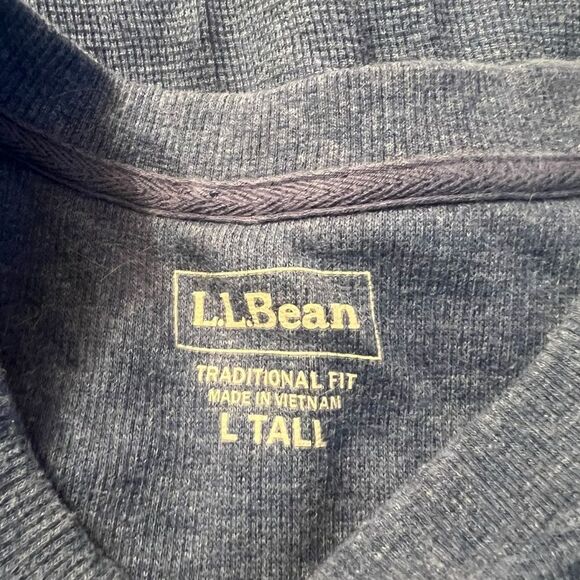 L.L.Bean
TRADITIONAL FIT
MADE IN VIETNAM
L TALL